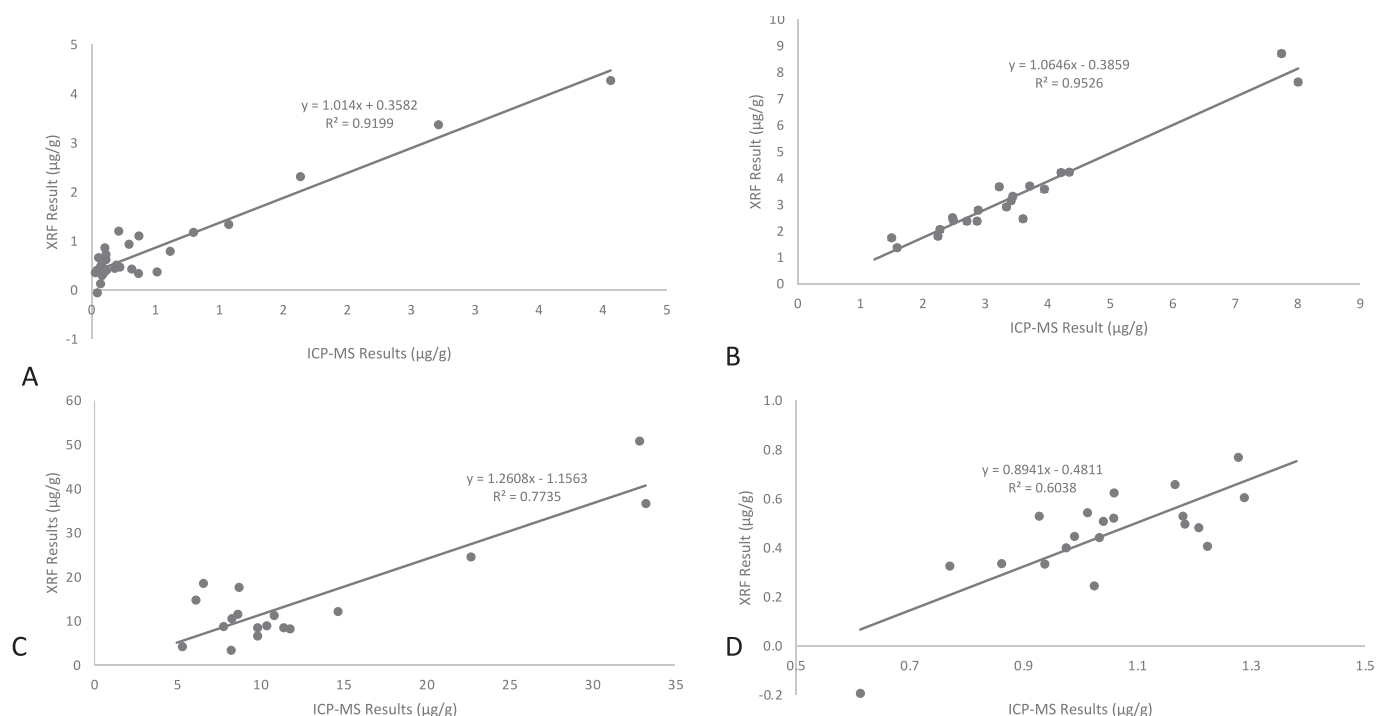 5
4
3
2
1
0
-1
XRF Result (µg/g)
y = 1.014x + 0.3582
R² = 0.9199
0 1 1 2 2 3 3 4 4 5
ICP-MS Results (µg/g)
A
10
9
8
7
6
5
4
3
2
1
0
XRF Result (µg/g)
y = 1.0646x - 0.3859
R² = 0.9526
0 1 2 3 4 5 6 7 8 9
ICP-MS Result (µg/g)
B
60
50
40
30
20
10
0
XRF Results (µg/g)
y = 1.2608x - 1.1563
R² = 0.7735
0 5 10 15 20 25 30 35
ICP-MS Results (µg/g)
C
1.0
0.8
0.6
0.4
0.2
0.0
-0.2
XRF Result (µg/g)
y = 0.8941x - 0.4811
R² = 0.6038
0.5 0.7 0.9 1.1 1.3 1.5
ICP-MS Results (µg/g)
D